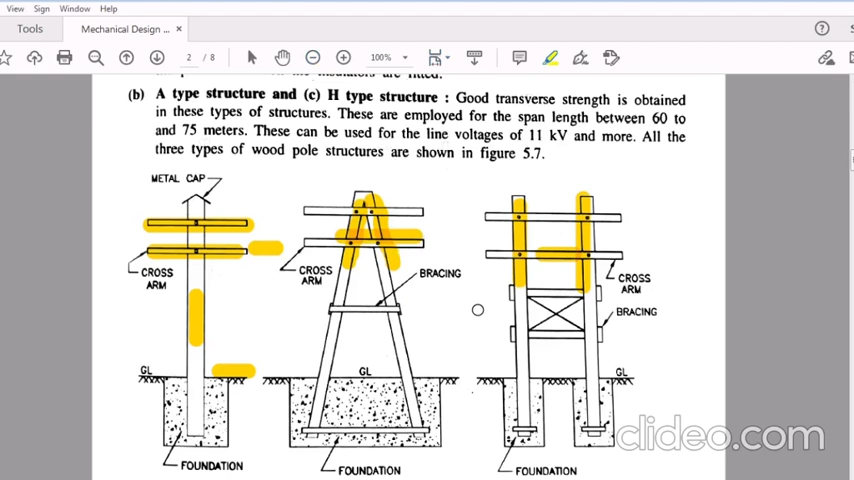 View Sign Window Help
Tools Mechanical Design ... ×
2 / 8 100%
the insulators are fitted.
(b) A type structure and (c) H type structure : Good transverse strength is obtained
in these types of structures. These are employed for the span length between 60 to
and 75 meters. These can be used for the line voltages of 11 kV and more. All the
three types of wood pole structures are shown in figure 5.7.
METAL CAP
CROSS
ARM
CROSS
ARM
BRACING
CROSS
ARM
BRACING
GL
GL
GL
FOUNDATION
FOUNDATION
FOUNDATION
clideo.com